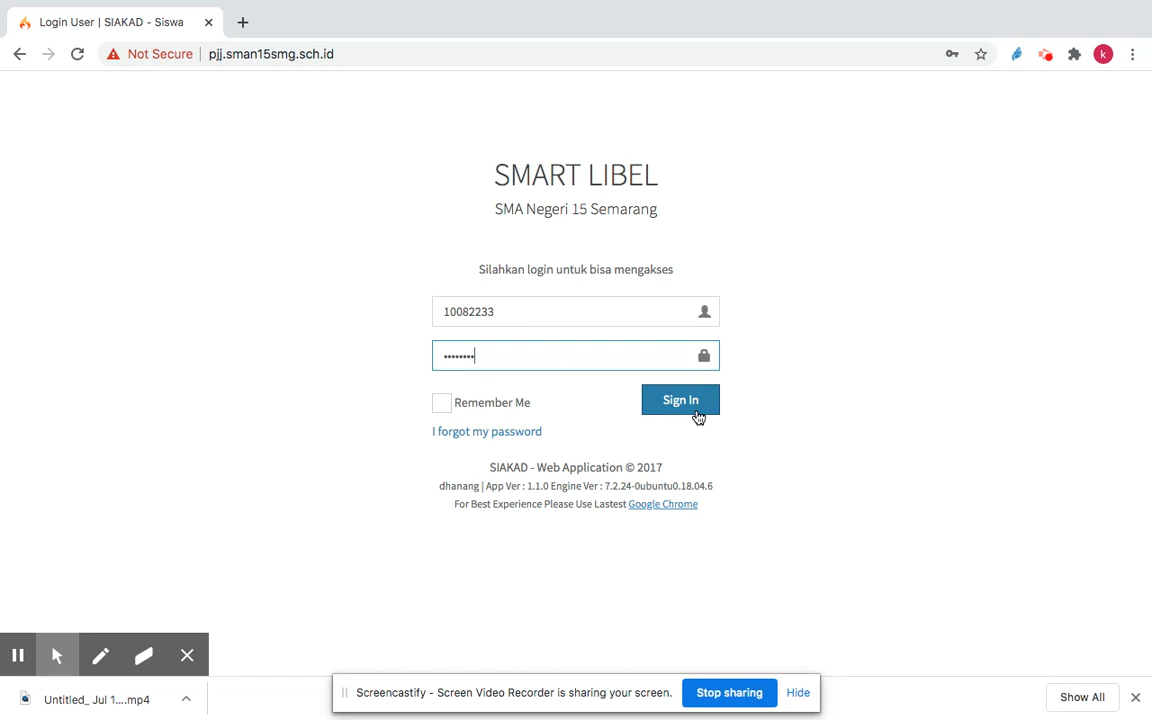 Login User | SIAKAD - Siswa
Not Secure
pjj.sman15smg.sch.id
k
SMART LIBEL
SMA Negeri 15 Semarang
Silahkan login untuk bisa mengakses
10082233
••••••••
Remember Me
Sign In
I forgot my password
SIAKAD - Web Application © 2017
dhanang | App Ver : 1.1.0 Engine Ver : 7.2.24-0ubuntu0.18.04.6
For Best Experience Please Use Lastest Google Chrome
Screencastify - Screen Video Recorder is sharing your screen.
Stop sharing
Hide
Untitled_ Jul 1....mp4
Show All